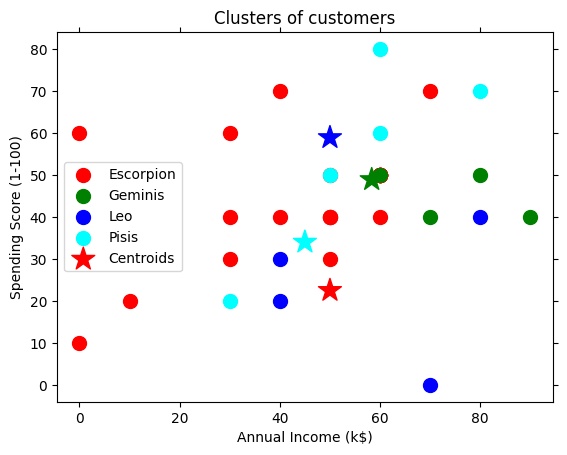 Clusters of customers
80
70
60
50
40
30
20
10
0
Spending Score (1-100)
Escorpion
Geminis
Leo
Pisis
Centroids
0 20 40 60 80
Annual Income (k$)